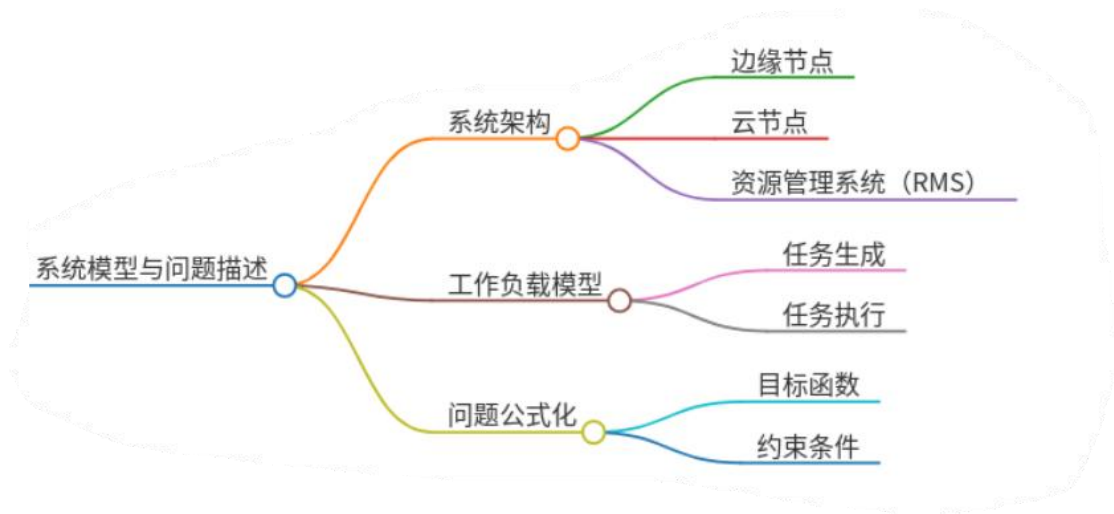 系统模型与问题描述
系统架构
边缘节点
云节点
资源管理系统（RMS）
工作负载模型
任务生成
任务执行
问题公式化
目标函数
约束条件